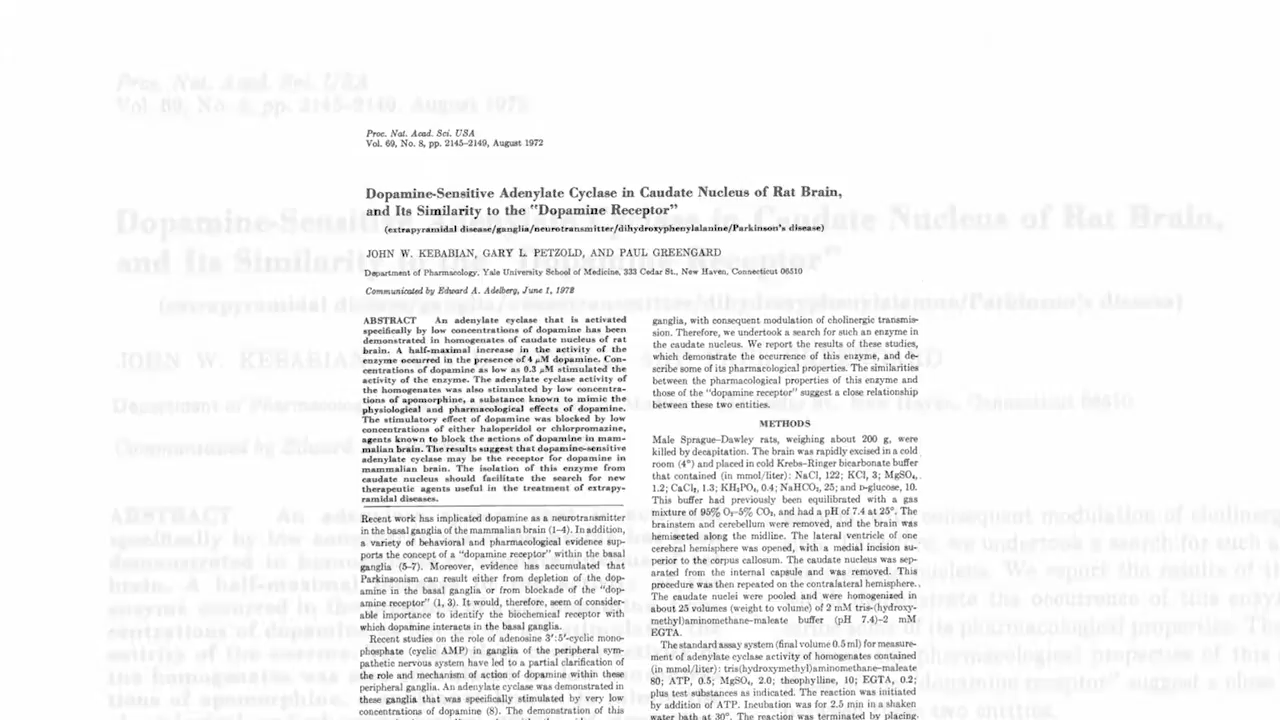 Proc. Nat. Acad. Sci. USA
Vol. 69, No. 8, pp. 2145-2149, August 1972
Dopamine-Sensitive Adenylate Cyclase in Caudate Nucleus of Rat Brain,
and Its Similarity to the "Dopamine Receptor"
(extrapyramidal disease/ganglia/neurotransmitter/dihydroxyphenylalanine/Parkinson's disease)
JOHN W. KEBABIAN, GARY L. PETZOLD, AND PAUL GREENGARD
Department of Pharmacology, Yale University School of Medicine, 333 Cedar St., New Haven, Connecticut 06510
Communicated by Edward A. Adelberg, June 1, 1972
ABSTRACT An adenylate cyclase that is activated
specifically by low concentrations of dopamine has been
demonstrated in homogenates of caudate nucleus of rat
brain. A half-maximal increase in the activity of the
enzyme occurred in the presence of 4 μM dopamine. Con-
centrations of dopamine as low as 0.3 μM stimulated the
activity of the enzyme. The adenylate cyclase activity of
the homogenates was also stimulated by low concentra-
tions of apomorphine, a substance known to mimic the
physiological and pharmacological effects of dopamine.
The stimulatory effect of dopamine was blocked by low
concentrations of either haloperidol or chlorpromazine,
agents known to block the actions of dopamine in mam-
malian brain. The results suggest that dopamine-sensitive
adenylate cyclase may be the receptor for dopamine in
mammalian brain. The isolation of this enzyme from
caudate nucleus should facilitate the search for new
therapeutic agents useful in the treatment of extrapy-
ramidal diseases.
Recent work has implicated dopamine as a neurotransmitter
in the basal ganglia of the mammalian brain (1-4). In addition,
a variety of behavioral and pharmacological evidence sup-
ports the concept of a "dopamine receptor" within the basal
ganglia (5-7). Moreover, evidence has accumulated that
Parkinsonism can result either from depletion of the dop-
amine in the basal ganglia or from blockade of the "dop-
amine receptor" (1, 3). It would, therefore, seem of consider-
able importance to identify the biochemical receptor with
which dopamine interacts in the basal ganglia.
Recent studies on the role of adenosine 3':5'-cyclic mono-
phosphate (cyclic AMP) in ganglia of the peripheral sym-
pathetic nervous system have led to a partial clarification of
the role and mechanism of action of dopamine within these
peripheral ganglia. An adenylate cyclase was demonstrated in
these ganglia that was specifically stimulated by very low
concentrations of dopamine (8). The demonstration of this
ganglia, with consequent modulation of cholinergic transmis-
sion. Therefore, we undertook a search for such an enzyme in
the caudate nucleus. We report the results of these studies,
which demonstrate the occurrence of this enzyme, and de-
scribe some of its pharmacological properties. The similarities
between the pharmacological properties of this enzyme and
those of the "dopamine receptor" suggest a close relationship
between these two entities.
METHODS
Male Sprague-Dawley rats, weighing about 200 g, were
killed by decapitation. The brain was rapidly excised in a cold
room (4°) and placed in cold Krebs-Ringer bicarbonate buffer
that contained (in mmol/liter): NaCl, 122; KCl, 3; MgSO₄,
1.2; CaCl₂, 1.3; KH₂PO₄, 0.4; NaHCO₃, 25; and D-glucose, 10.
This buffer had previously been equilibrated with a gas
mixture of 95% O₂-5% CO₂, and had a pH of 7.4 at 25°. The
brainstem and cerebellum were removed, and the brain was
hemisected along the midline. The lateral ventricle of one
cerebral hemisphere was opened, with a medial incision su-
perior to the corpus callosum. The caudate nucleus was sep-
arated from the internal capsule and was removed. This
procedure was then repeated on the contralateral hemisphere.
The caudate nuclei were pooled and were homogenized in
about 25 volumes (weight to volume) of 2 mM tris-(hydroxy-
methyl)aminomethane-maleate buffer (pH 7.4)-2 mM
EGTA.
The standard assay system (final volume 0.5 ml) for measure-
ment of adenylate cyclase activity of homogenates contained
(in mmol/liter): tris(hydroxymethyl)aminomethane-maleate
80; ATP, 0.5; MgSO₄, 2.0; theophylline, 10; EGTA, 0.2;
plus test substances as indicated. The reaction was initiated
by addition of ATP. Incubation was for 2.5 min in a shaken
water bath at 30°. The reaction was terminated by placing